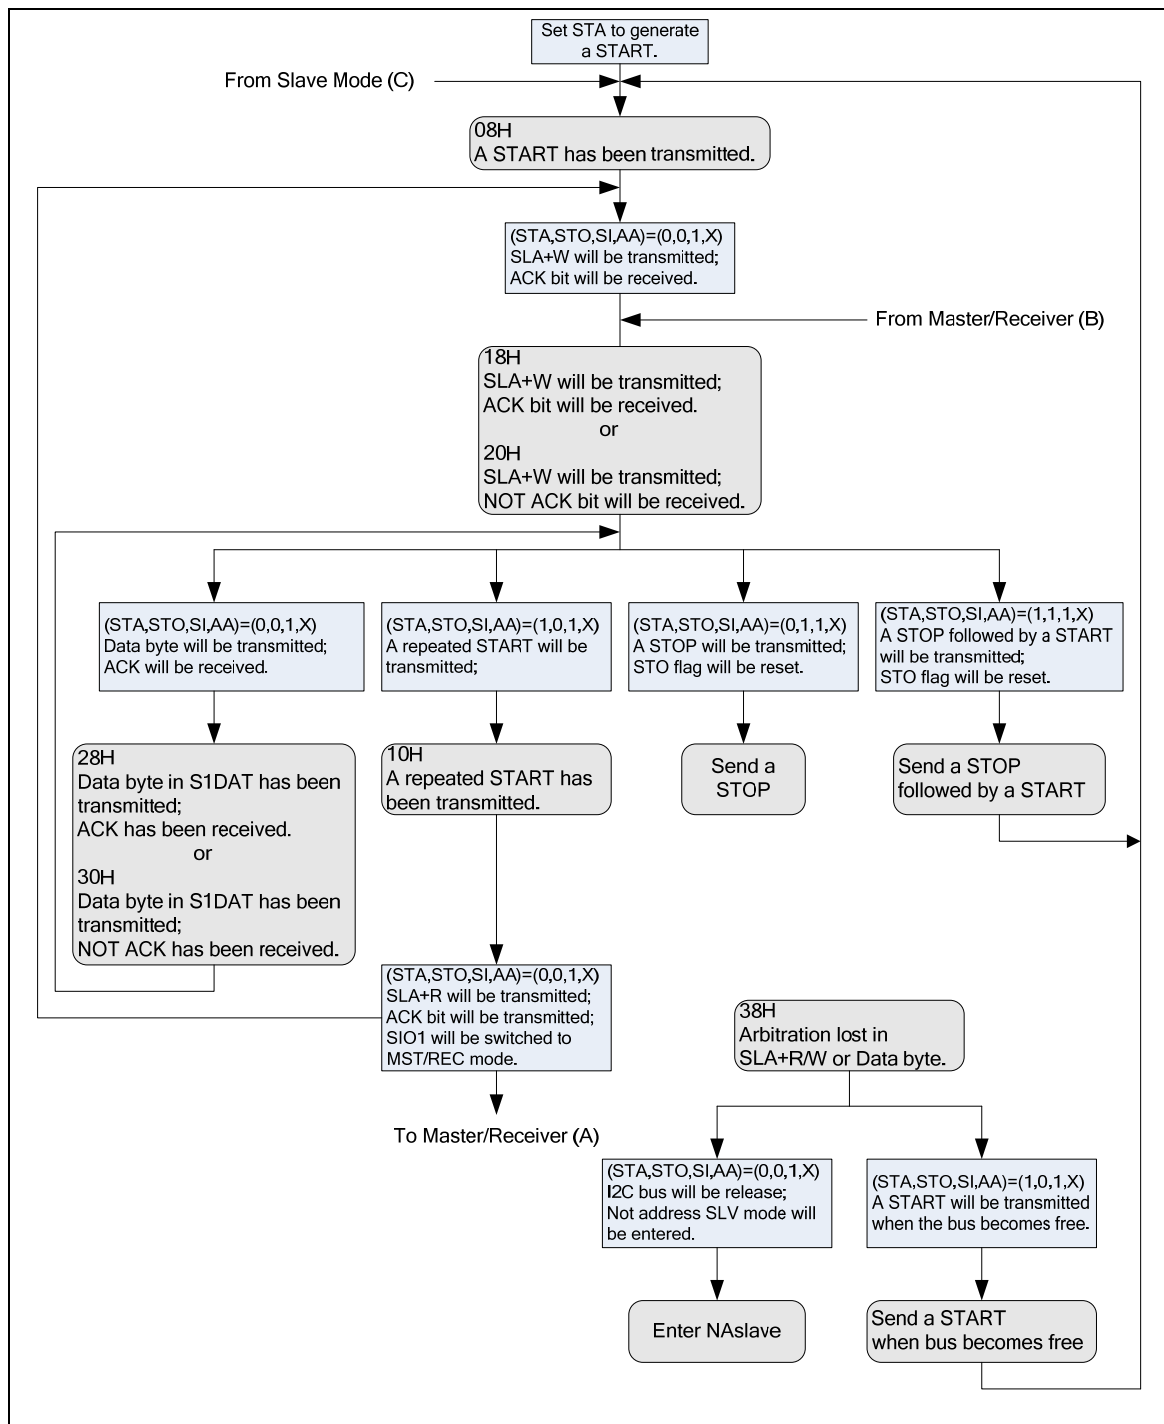 Set STA to generate
a START.
From Slave Mode (C)
08H
A START has been transmitted.
(STA,STO,SI,AA)=(0,0,1,X)
SLA+W will be transmitted;
ACK bit will be received.
From Master/Receiver (B)
18H
SLA+W will be transmitted;
ACK bit will be received.
or
20H
SLA+W will be transmitted;
NOT ACK bit will be received.
(STA,STO,SI,AA)=(0,0,1,X)
Data byte will be transmitted;
ACK will be received.
(STA,STO,SI,AA)=(1,0,1,X)
A repeated START will be
transmitted;
(STA,STO,SI,AA)=(0,1,1,X)
A STOP will be transmitted;
STO flag will be reset.
(STA,STO,SI,AA)=(1,1,1,X)
A STOP followed by a START
will be transmitted;
STO flag will be reset.
28H
Data byte in S1DAT has been
transmitted;
ACK has been received.
or
30H
Data byte in S1DAT has been
transmitted;
NOT ACK has been received.
10H
A repeated START has
been transmitted.
Send a
STOP
Send a STOP
followed by a START
(STA,STO,SI,AA)=(0,0,1,X)
SLA+R will be transmitted;
ACK bit will be transmitted;
SIO1 will be switched to
MST/REC mode.
To Master/Receiver (A)
38H
Arbitration lost in
SLA+R/W or Data byte.
(STA,STO,SI,AA)=(0,0,1,X)
I2C bus will be release;
Not address SLV mode will
be entered.
(STA,STO,SI,AA)=(1,0,1,X)
A START will be transmitted
when the bus becomes free.
Enter NAslave
Send a START
when bus becomes free